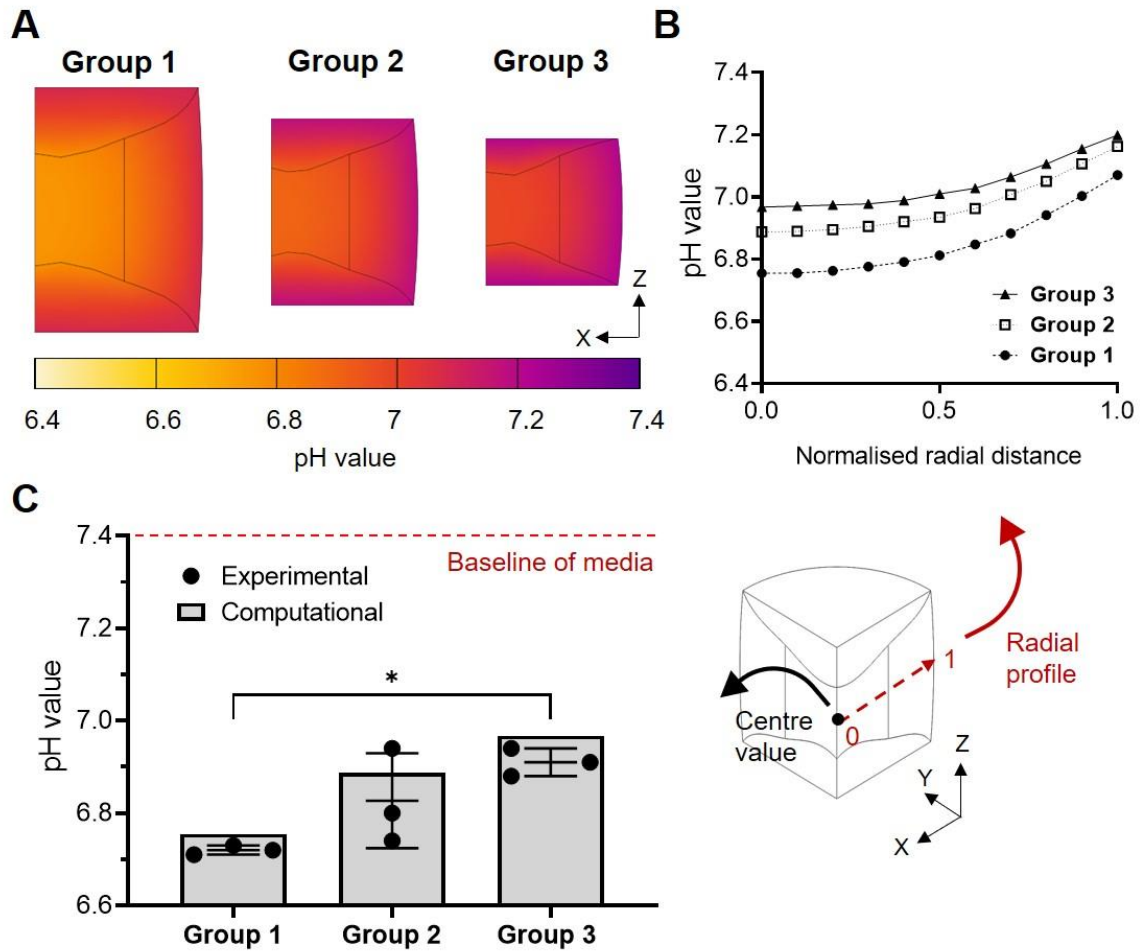 A
Group 1
Group 2
Group 3
Z
X
6.4
6.6
6.8
7
7.2
7.4
pH value
B
7.4
7.2
7.0
6.8
6.6
6.4
pH value
Group 3
Group 2
Group 1
0.0
0.5
1.0
Normalised radial distance
C
7.4
7.2
7.0
6.8
6.6
pH value
Baseline of media
Experimental
Computational
*
Group 1
Group 2
Group 3
Radial
profile
1
0
Centre
value
Z
Y
X